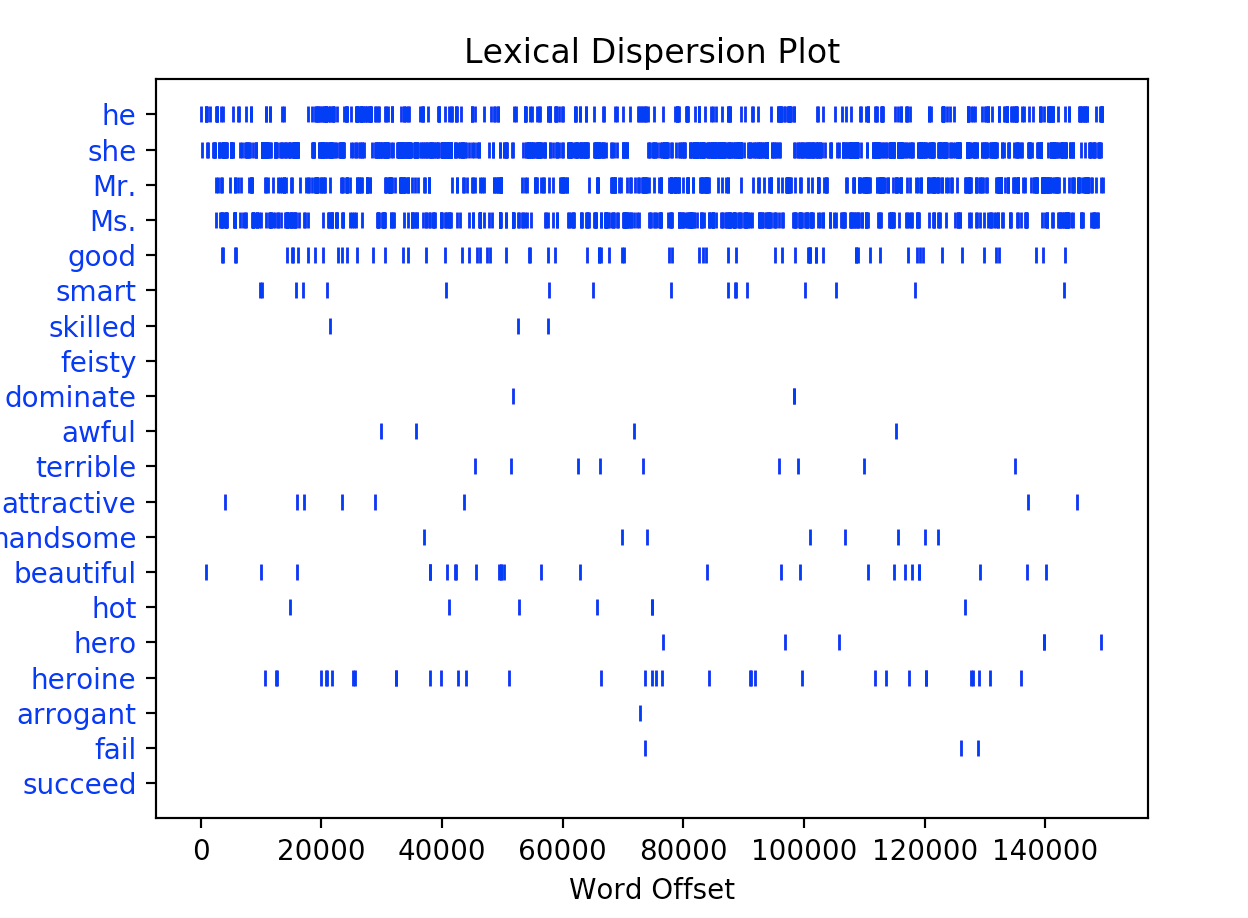 Lexical Dispersion Plot
he
she
Mr.
Ms.
good
smart
skilled
feisty
dominate
awful
terrible
attractive
handsome
beautiful
hot
hero
heroine
arrogant
fail
succeed
0 20000 40000 60000 80000 100000 120000 140000
Word Offset